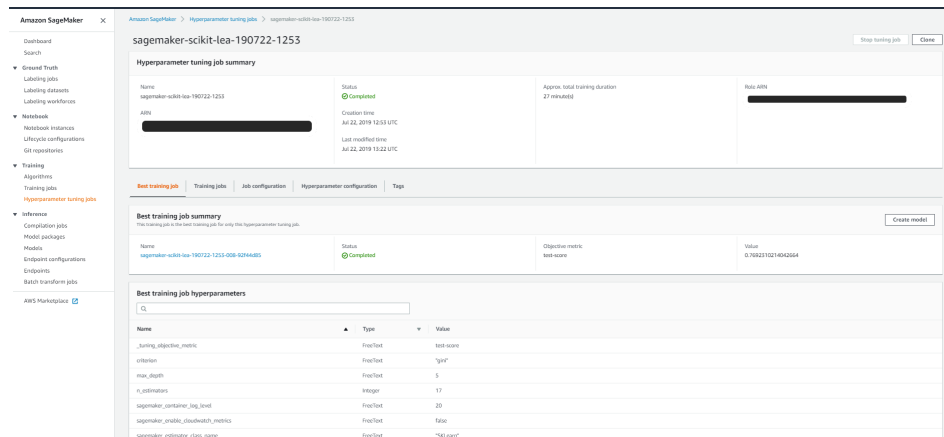 Amazon SageMaker
Dashboard
Search
Ground Truth
Labeling jobs
Labeling datasets
Labeling workforces
Notebook
Notebook instances
Lifecycle configurations
Git repositories
Training
Algorithms
Training jobs
Hyperparameter tuning jobs
Inference
Compilation jobs
Model packages
Models
Endpoint configurations
Endpoints
Batch transform jobs
AWS Marketplace
Amazon SageMaker > Hyperparameter tuning jobs > sagemaker-scikit-lea-190722-1253
sagemaker-scikit-lea-190722-1253
Stop tuning job Clone
Hyperparameter tuning job summary
Name
sagemaker-scikit-lea-190722-1253
ARN
Status
Completed
Creation time
Jul 22, 2019 12:53 UTC
Last modified time
Jul 22, 2019 13:22 UTC
Approx. total training duration
27 minute(s)
Role ARN
Best training job Training jobs Job configuration Hyperparameter configuration Tags
Best training job summary
This training job is the best training job for only this hyperparameter tuning job.
Create model
Name
sagemaker-scikit-lea-190722-1253-008-92f44d85
Status
Completed
Objective metric
test-score
Value
0.7692310214042664
Best training job hyperparameters
Name Type Value
_tuning_objective_metric FreeText test-score
criterion FreeText "gini"
max_depth FreeText 5
n_estimators Integer 17
sagemaker_container_log_level FreeText 20
sagemaker_enable_cloudwatch_metrics FreeText false
sagemaker_estimator_class_name FreeText "SKLearn"